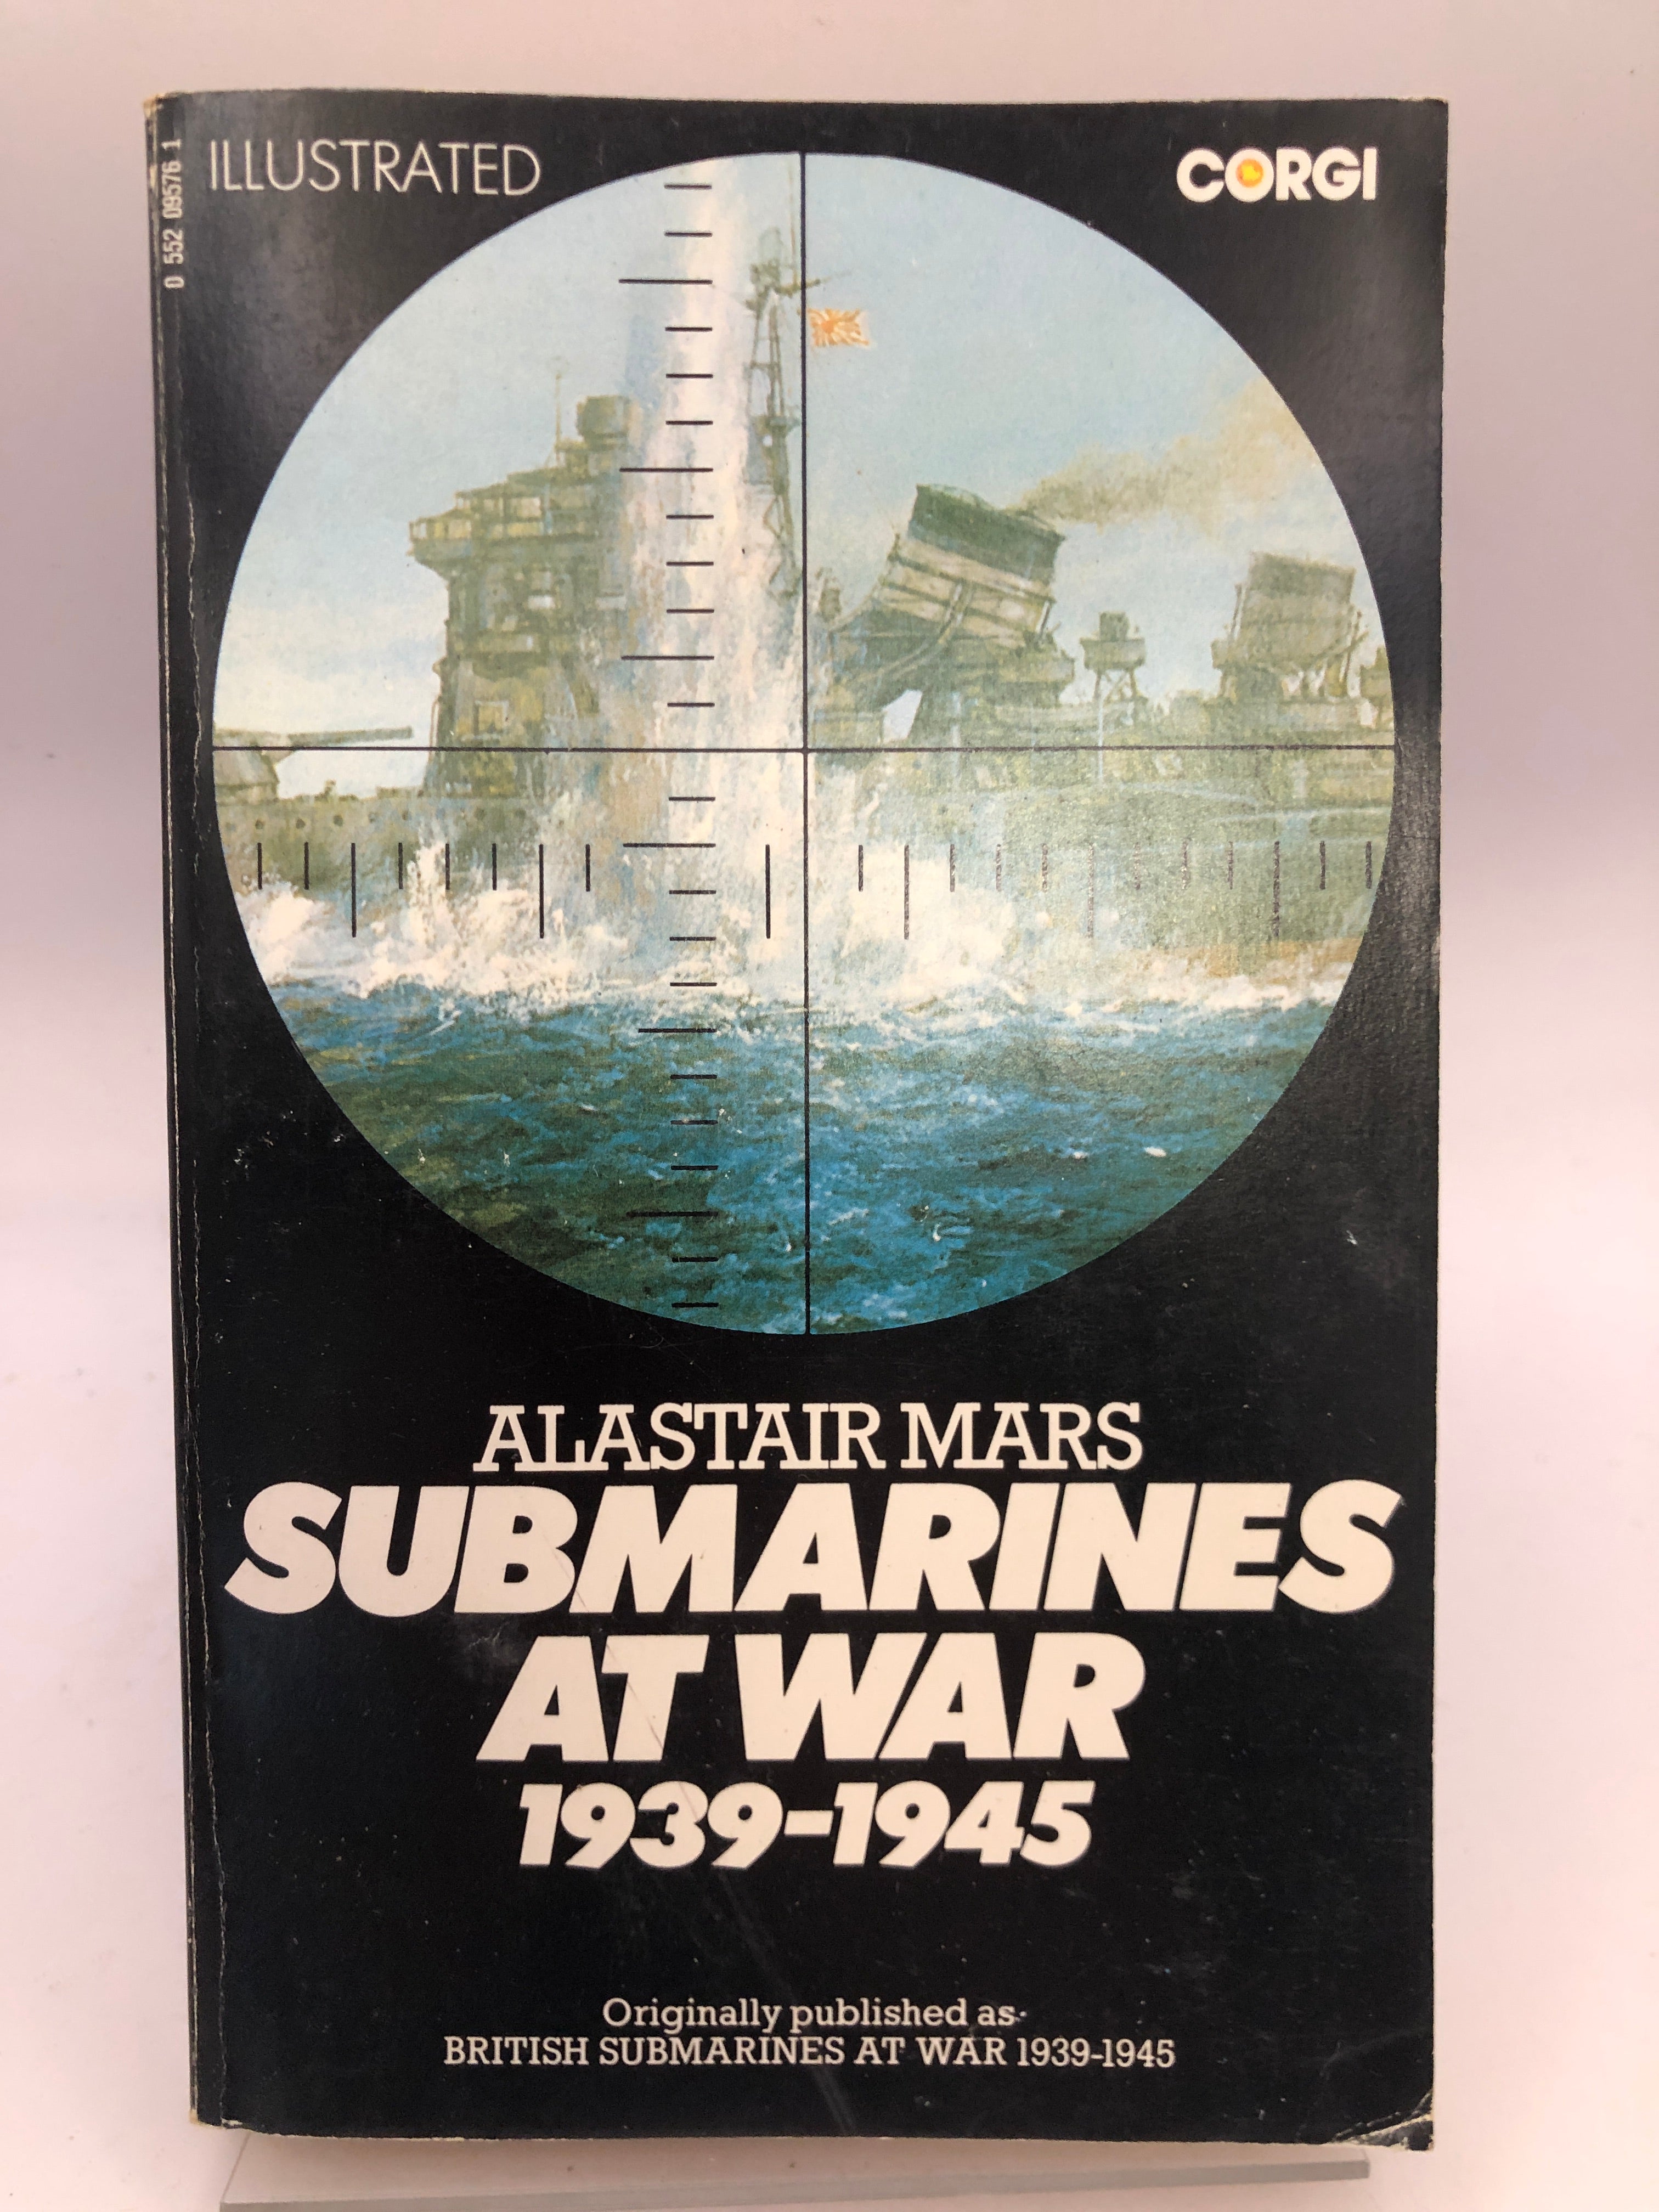 ILLUSTRATED
CORGI
0 552 09576 1
ALASTAIR MARS
SUBMARINES
AT WAR
1939-1945
Originally published as:
BRITISH SUBMARINES AT WAR 1939-1945